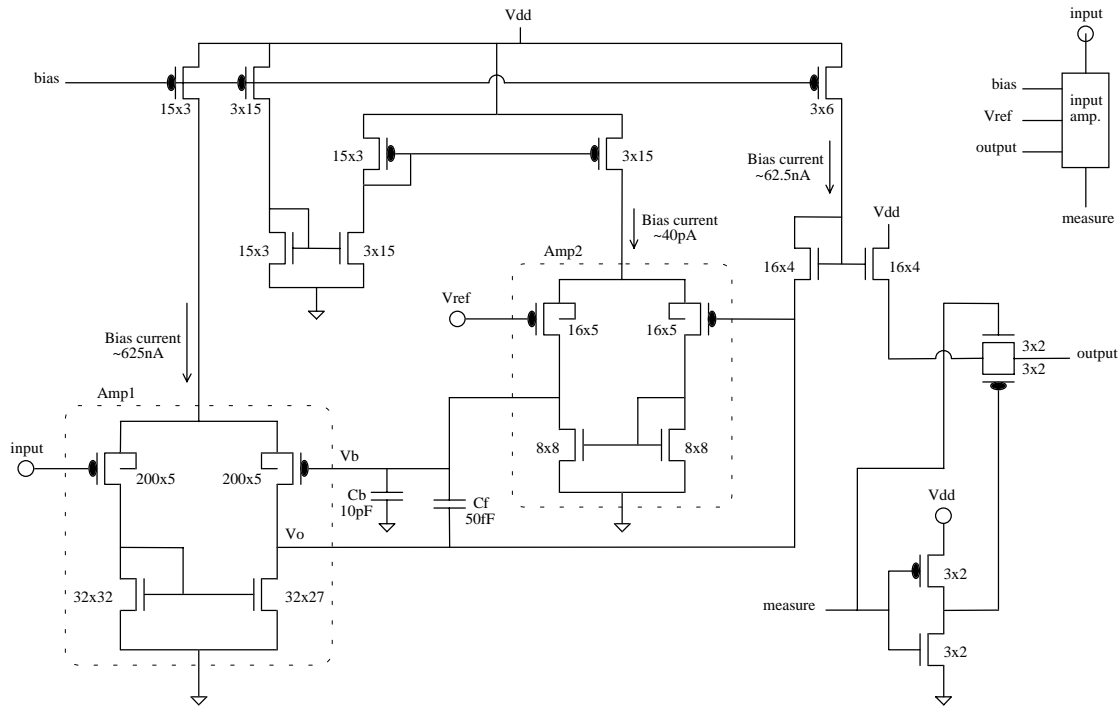 Vdd
input
bias
15x3
3x15
3x6
bias
Vref
output
input
amp.
measure
15x3
3x15
Bias current
~62.5nA
Bias current
~40pA
Vdd
15x3
3x15
Amp2
16x4
16x4
Vref
16x5
16x5
Bias current
~625nA
3x2
3x2
output
Amp1
input
200x5
200x5
Vb
Cb
10pF
Cf
50fF
8x8
8x8
Vdd
Vo
32x32
32x27
measure
3x2
3x2